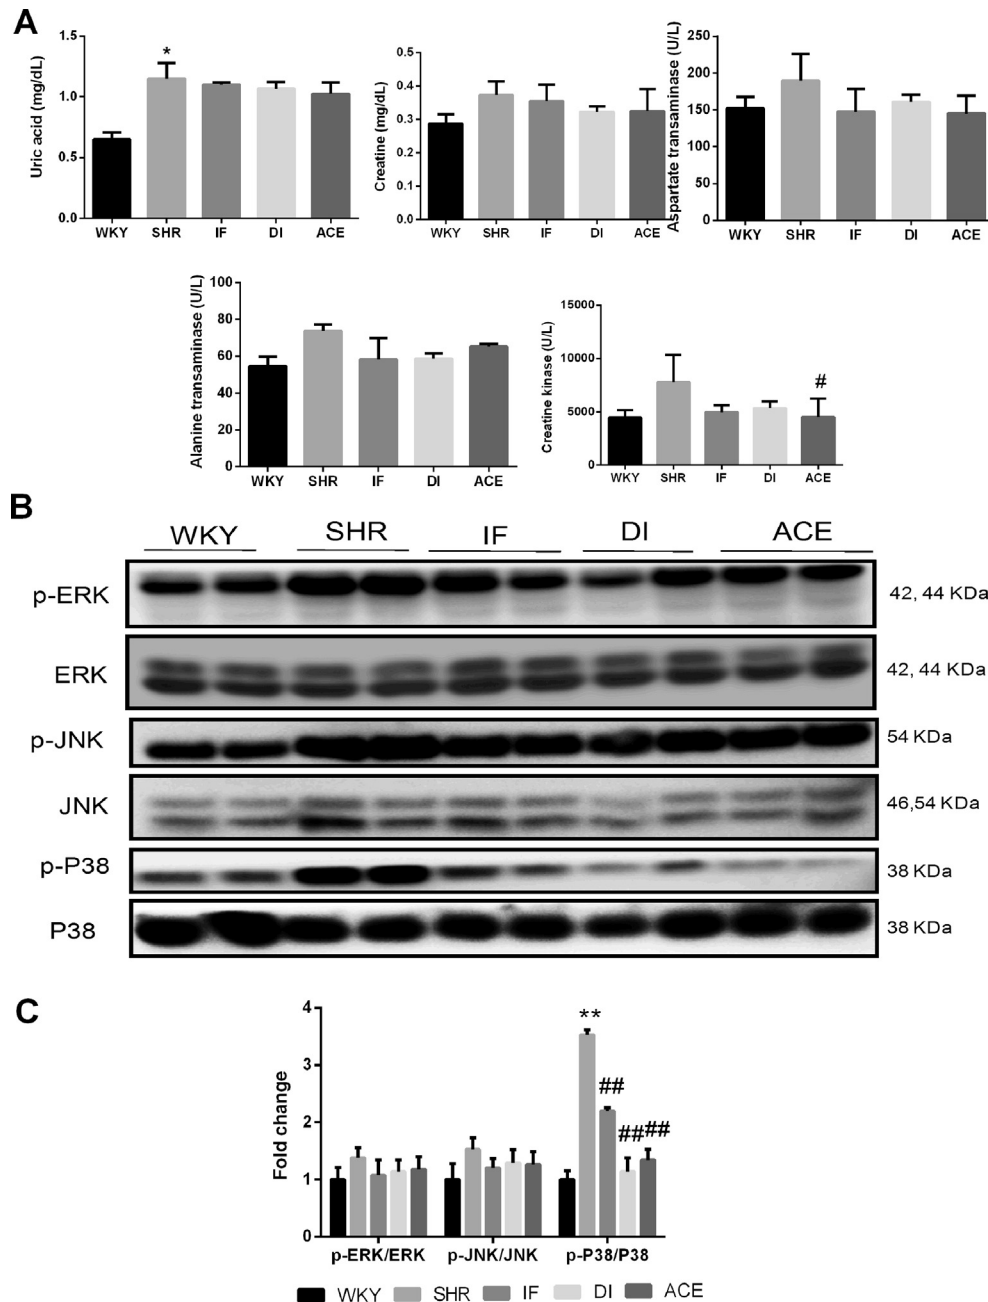 A
Uric acid (mg/dL)
1.5
1.0
0.5
0.0
*
WKY SHR IF DI ACE
Creatine (mg/dL)
0.5
0.4
0.3
0.2
0.1
0.0
WKY SHR IF DI ACE
Aspartate transaminase (U/L)
250
200
150
100
50
0
WKY SHR IF DI ACE
Alanine transaminase (U/L)
100
80
60
40
20
0
WKY SHR IF DI ACE
Creatine kinase (U/L)
15000
10000
5000
0
#
WKY SHR IF DI ACE
B
WKY SHR IF DI ACE
p-ERK 42, 44 KDa
ERK 42, 44 KDa
p-JNK 54 KDa
JNK 46,54 KDa
p-P38 38 KDa
P38 38 KDa
C
Fold change
4
3
2
1
0
**
##
## ##
p-ERK/ERK p-JNK/JNK p-P38/P38
WKY SHR IF DI ACE